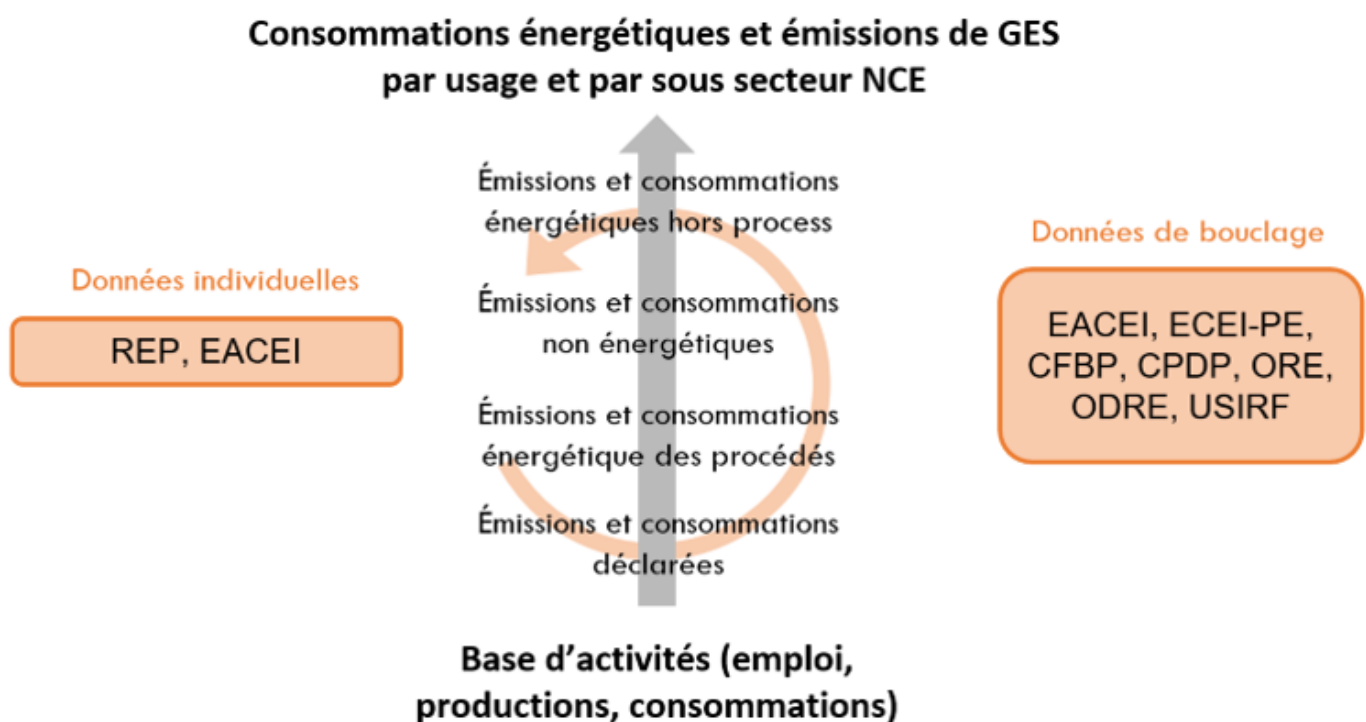 Consommations énergétiques et émissions de GES
par usage et par sous secteur NCE
Émissions et consommations
énergétiques hors process
Données individuelles
REP, EACEI
Émissions et consommations
non énergétiques
Émissions et consommations
énergétique des procédés
Émissions et consommations
déclarées
Données de bouclage
EACEI, ECEI-PE,
CFBP, CPDP, ORE,
ODRE, USIRF
Base d’activités (emploi,
productions, consommations)